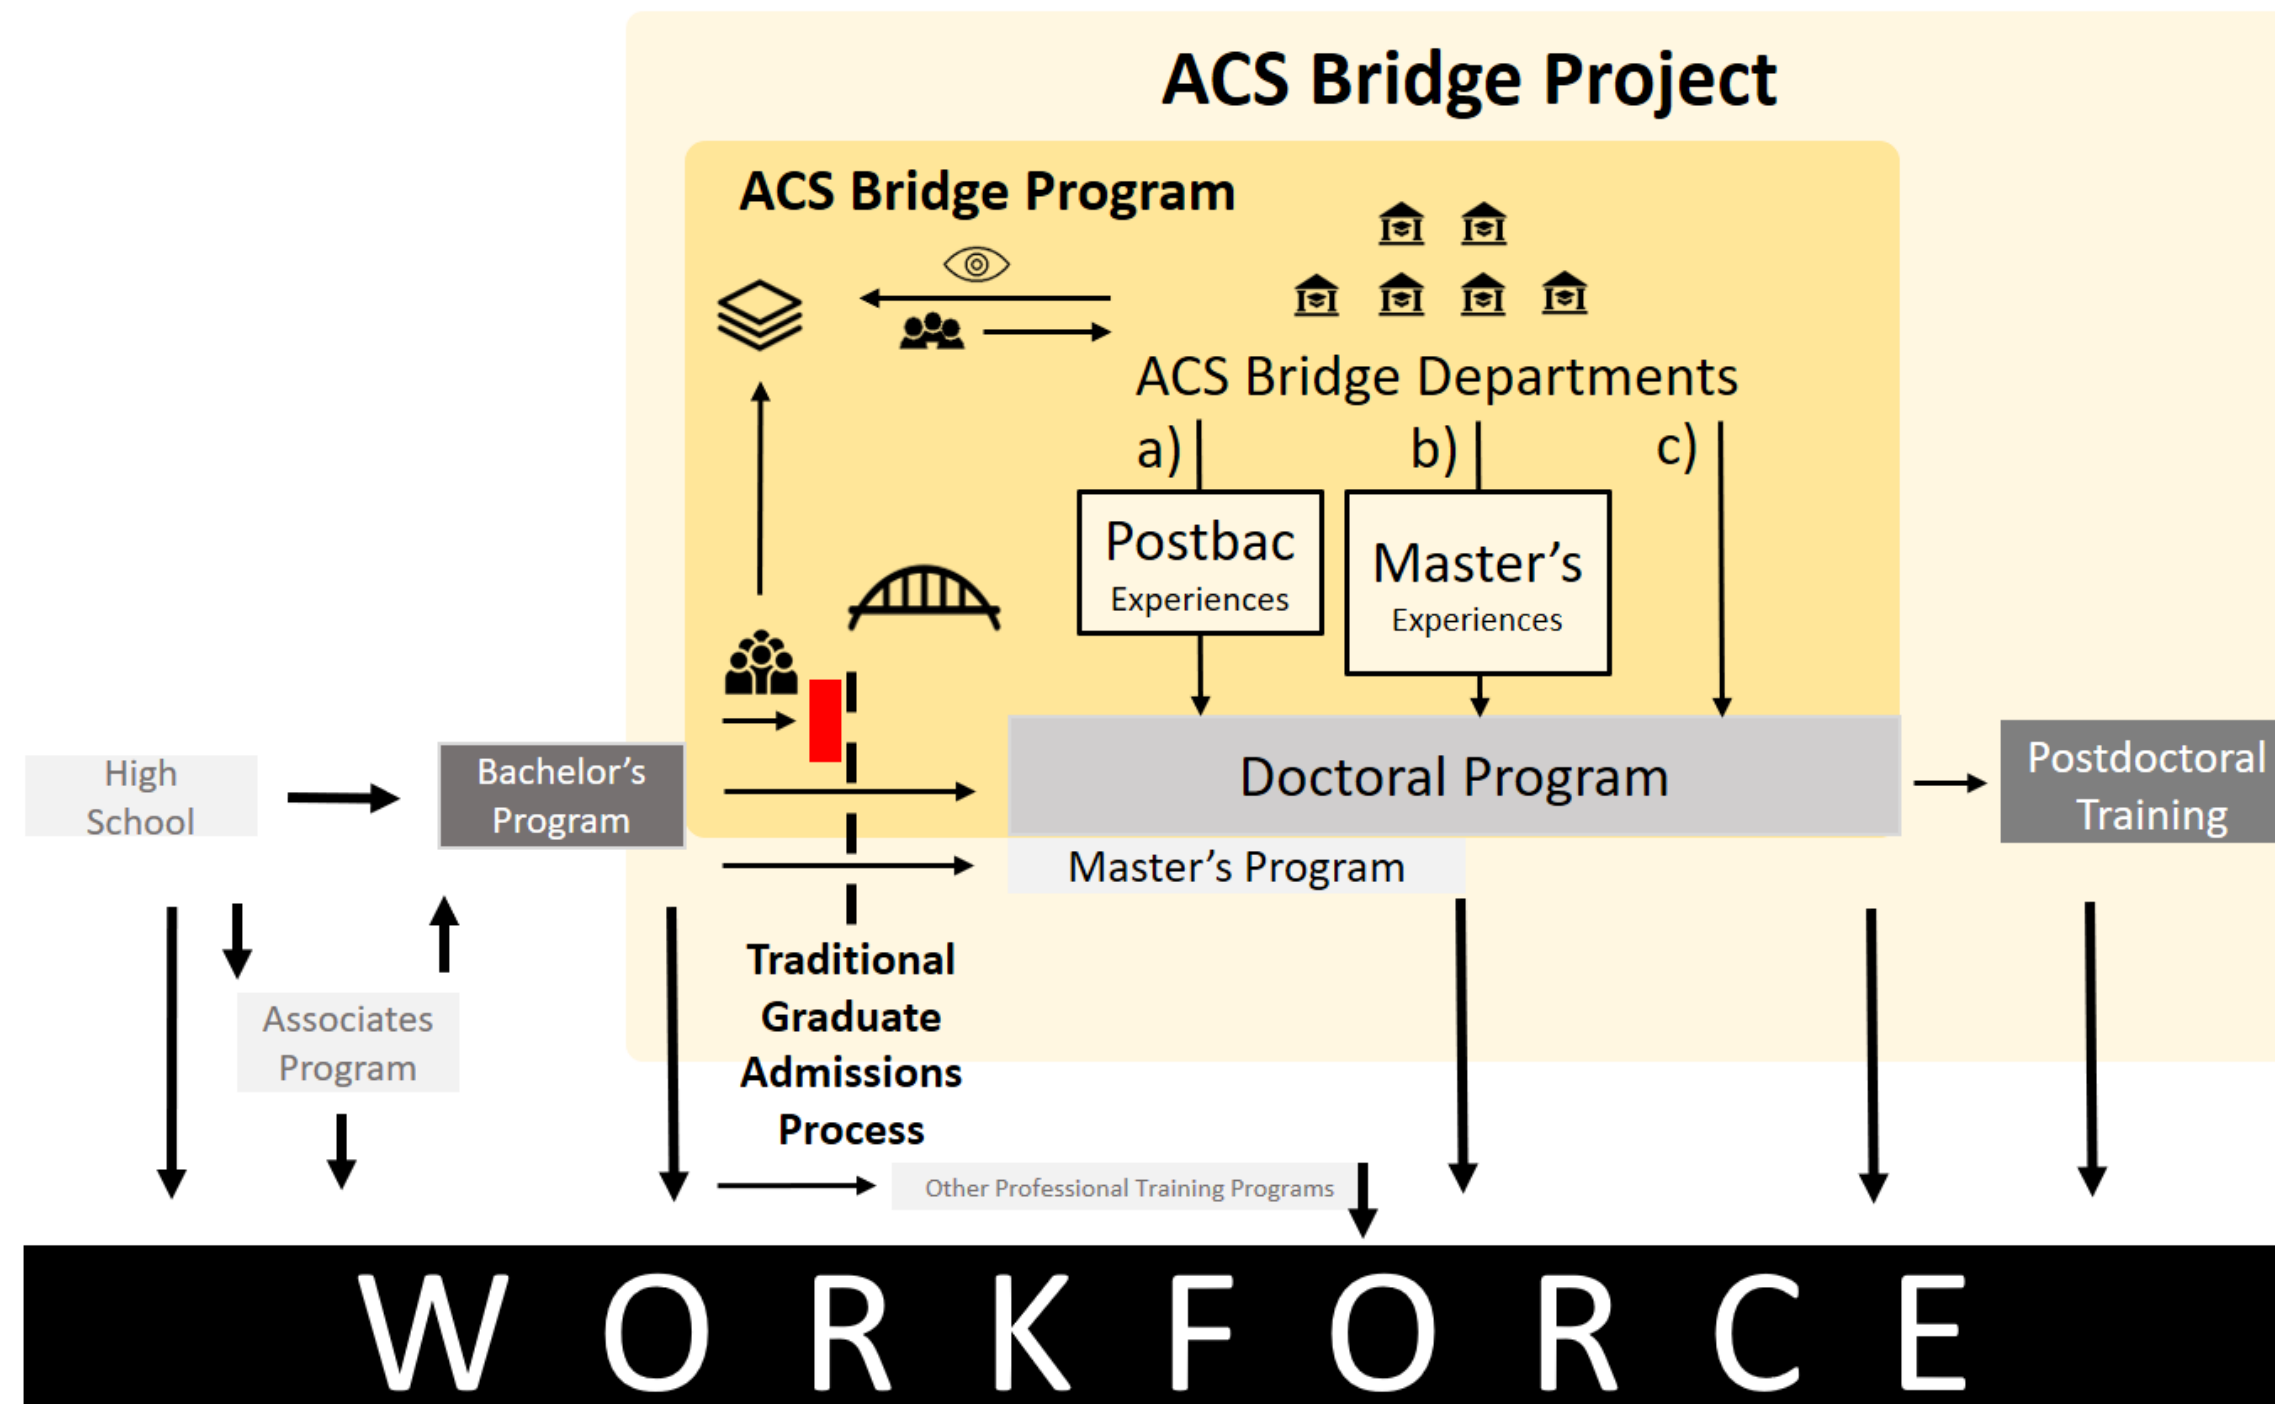 ACS Bridge Project
ACS Bridge Program
ACS Bridge Departments
a)
b)
c)
Postbac
Experiences
Master’s
Experiences
High
School
Bachelor’s
Program
Doctoral Program
Postdoctoral
Training
Master’s Program
Traditional
Graduate
Admissions
Process
Associates
Program
Other Professional Training Programs
W O R K F O R C E